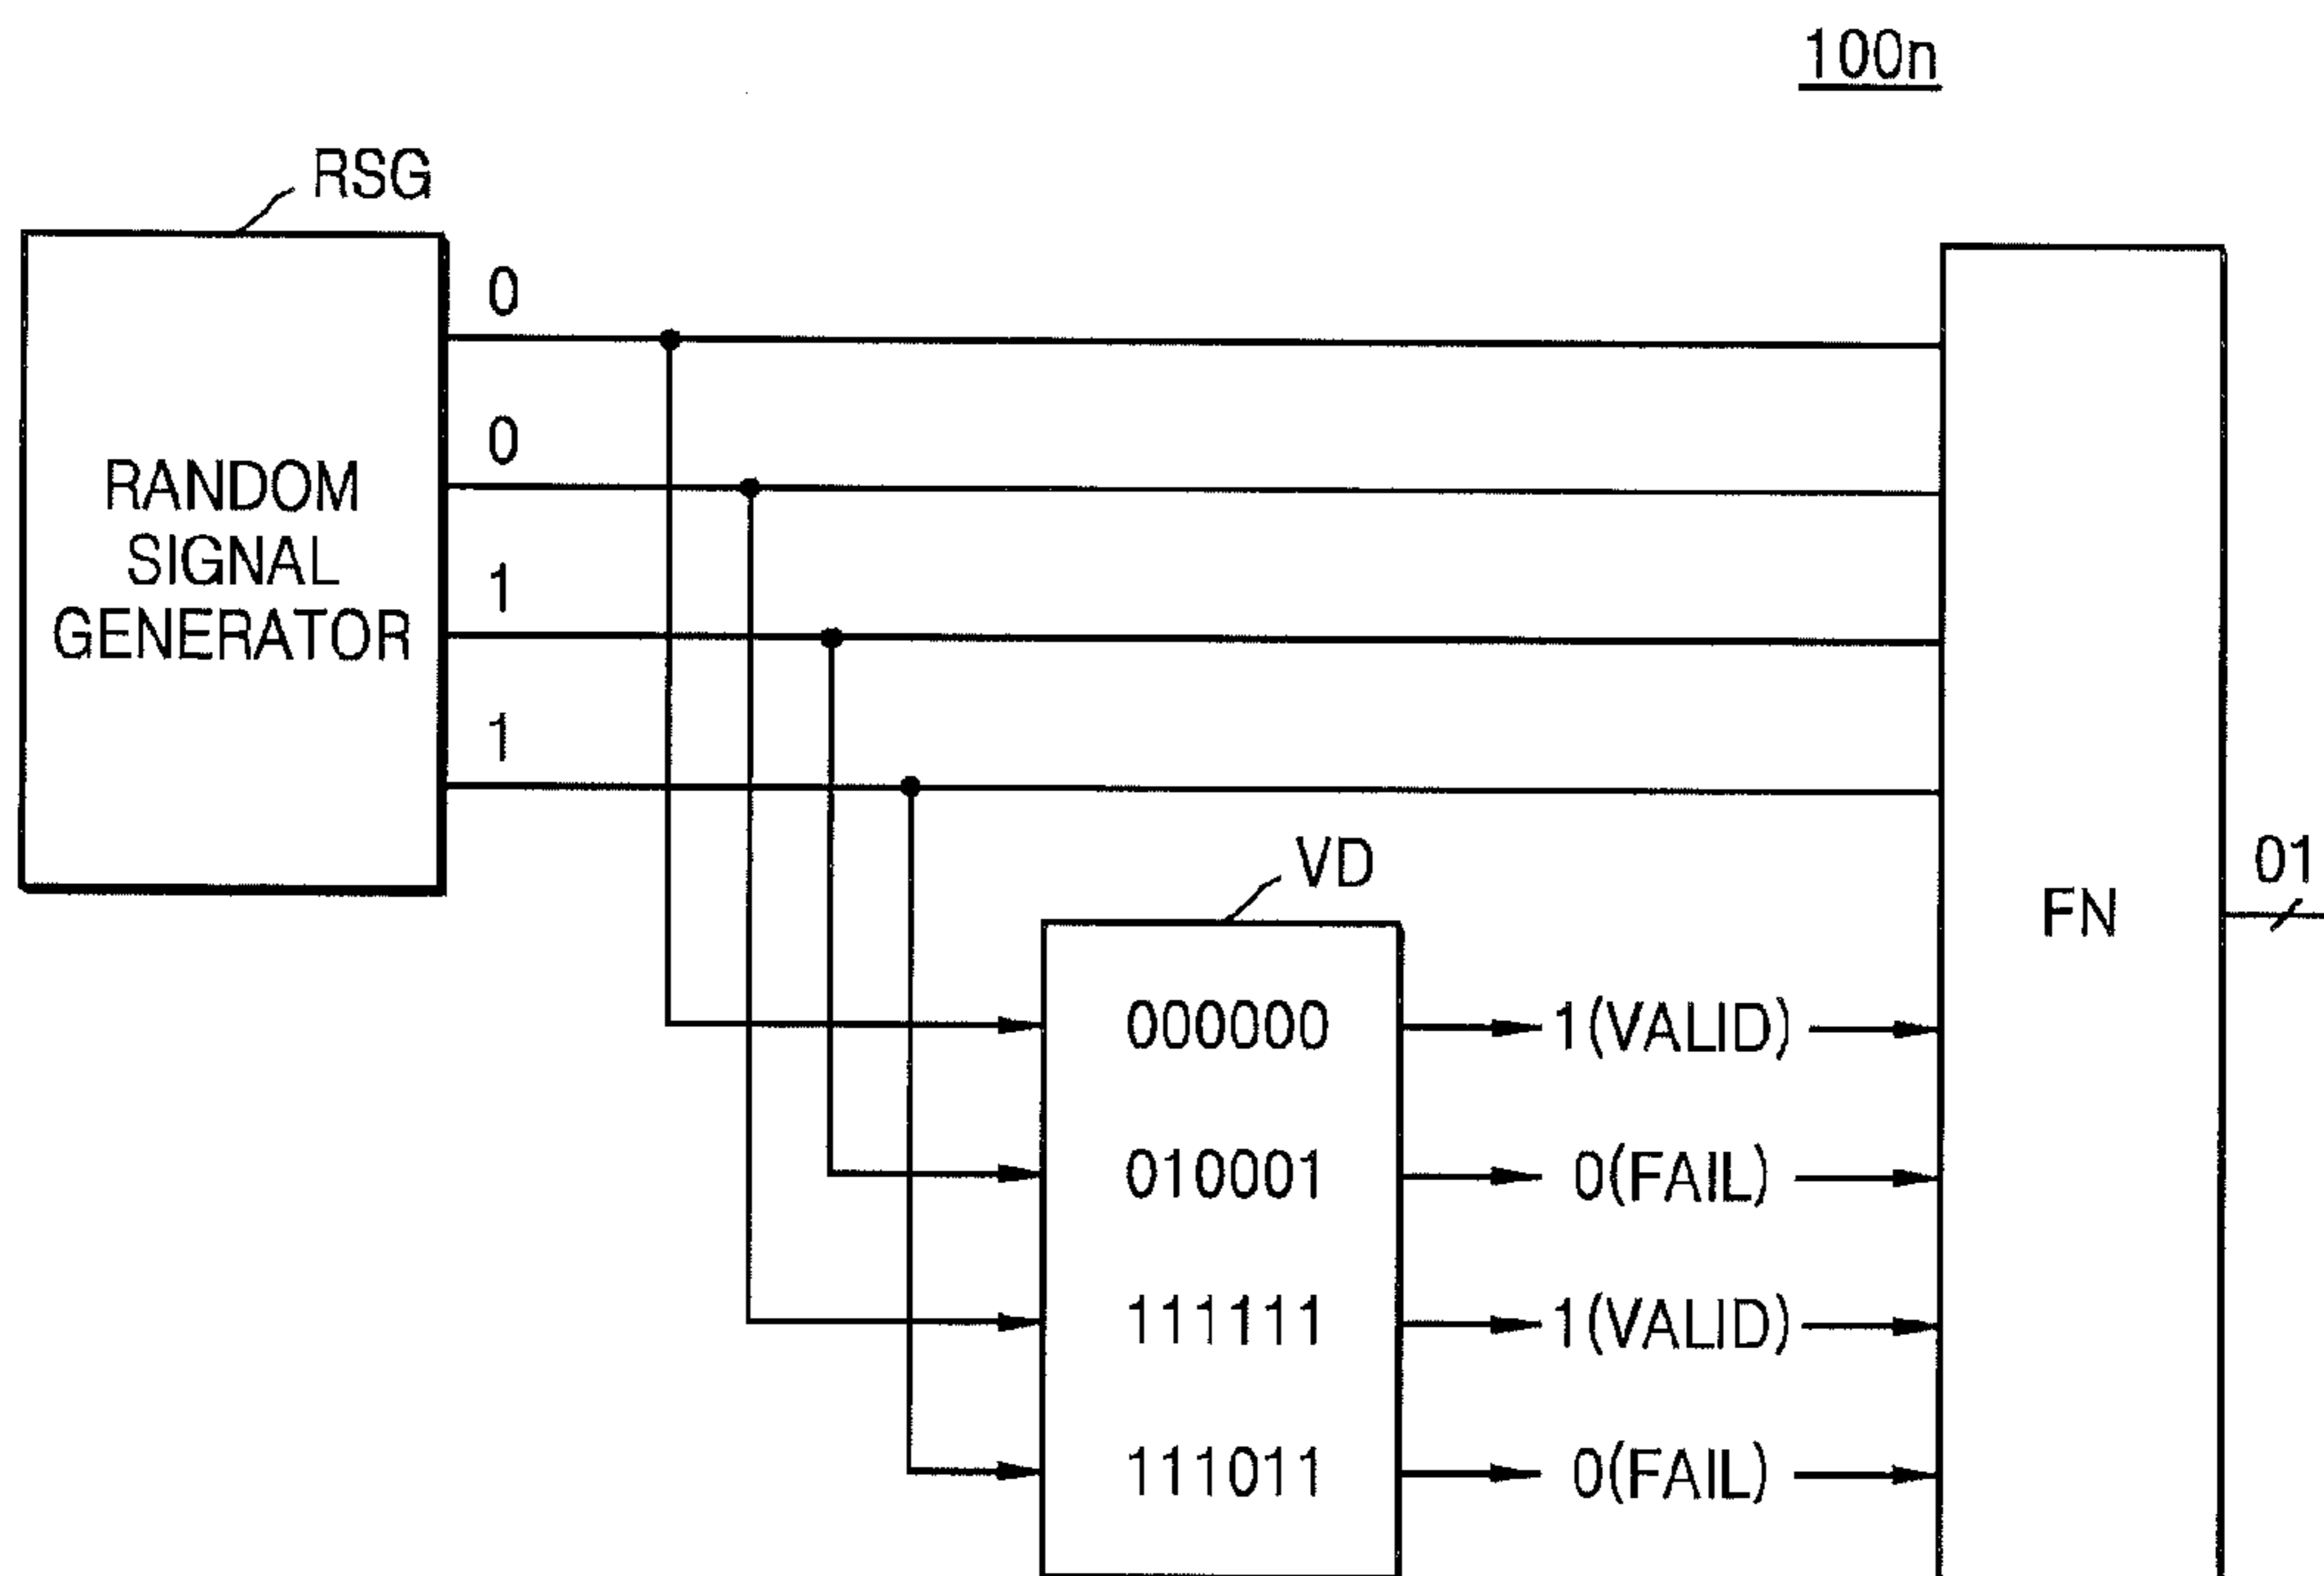 100n
RSG
0
0
RANDOM
SIGNAL
GENERATOR
1
1
VD
01
FN
000000
1(VALID)
010001
0(FAIL)
111111
1(VALID)
111011
0(FAIL)